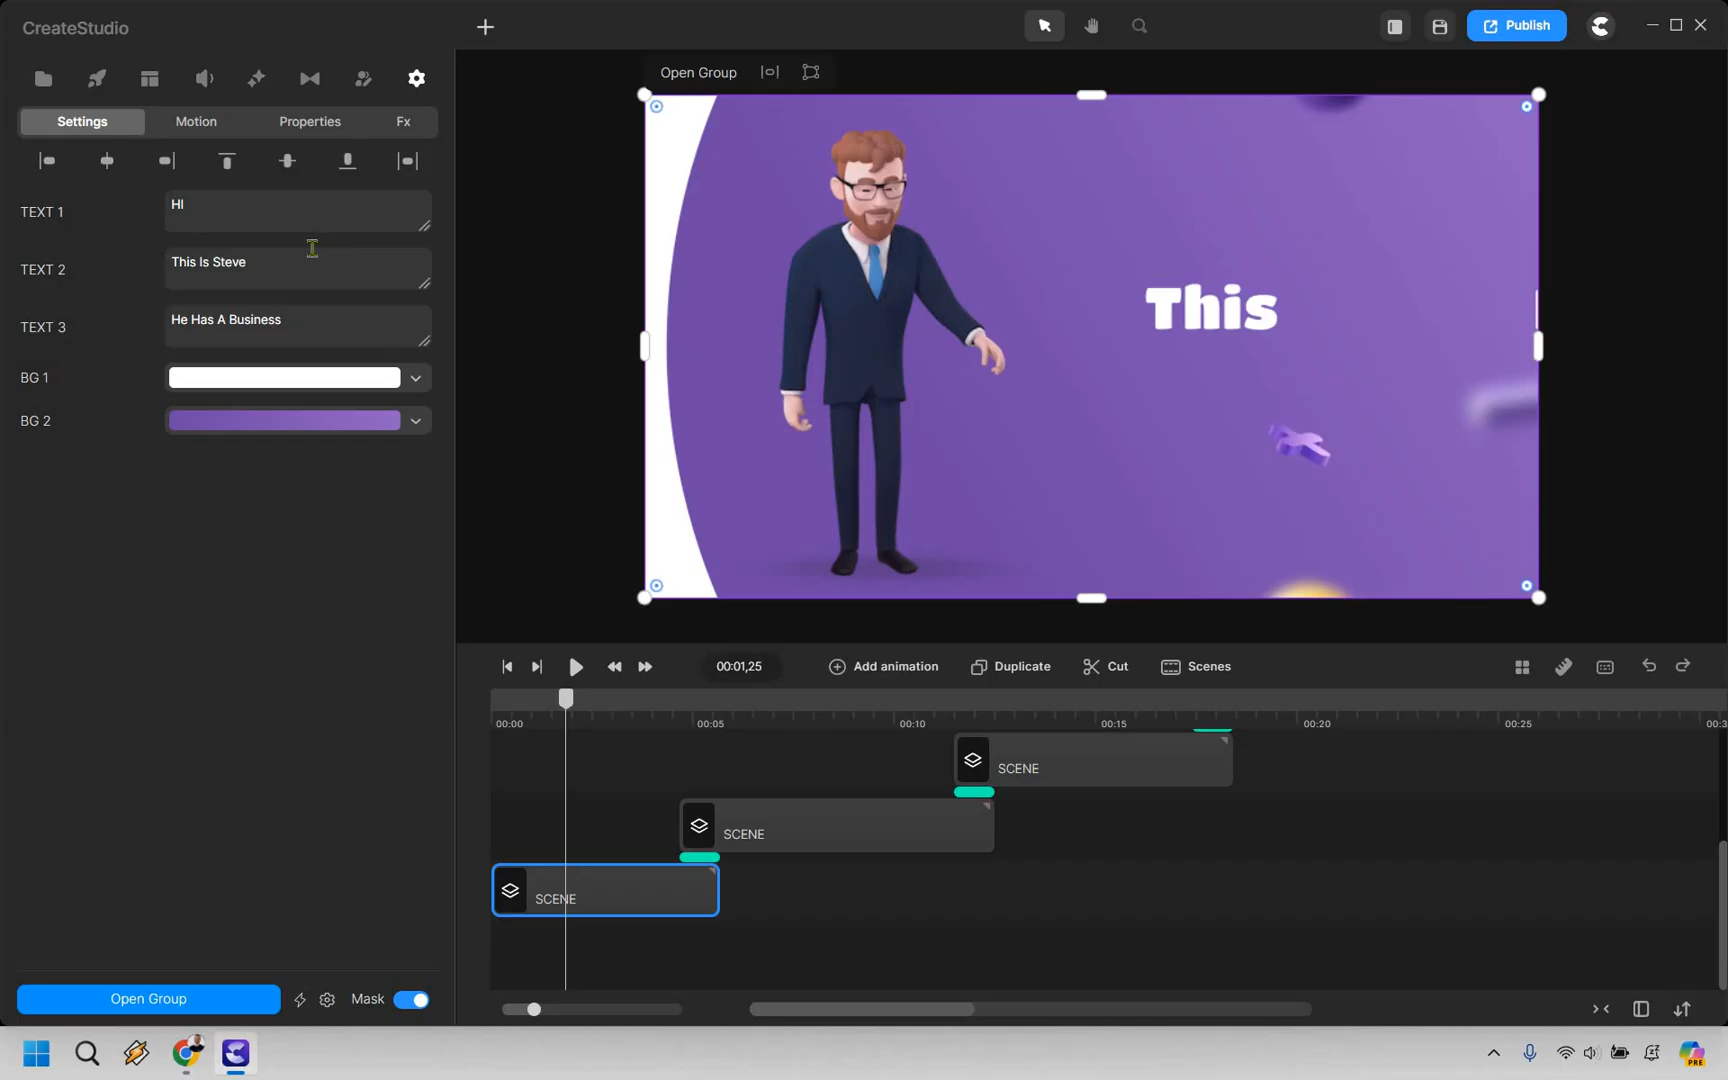 CreateStudio
Publish
Open Group
Settings
Motion
Properties
Fx
TEXT 1
HI
TEXT 2
This Is Steve
TEXT 3
He Has A Business
BG 1
BG 2
This
00:01,25
Add animation
Duplicate
Cut
Scenes
00:00
00:05
00:10
00:15
00:20
00:25
SCENE
SCENE
SCENE
Open Group
Mask
PRE